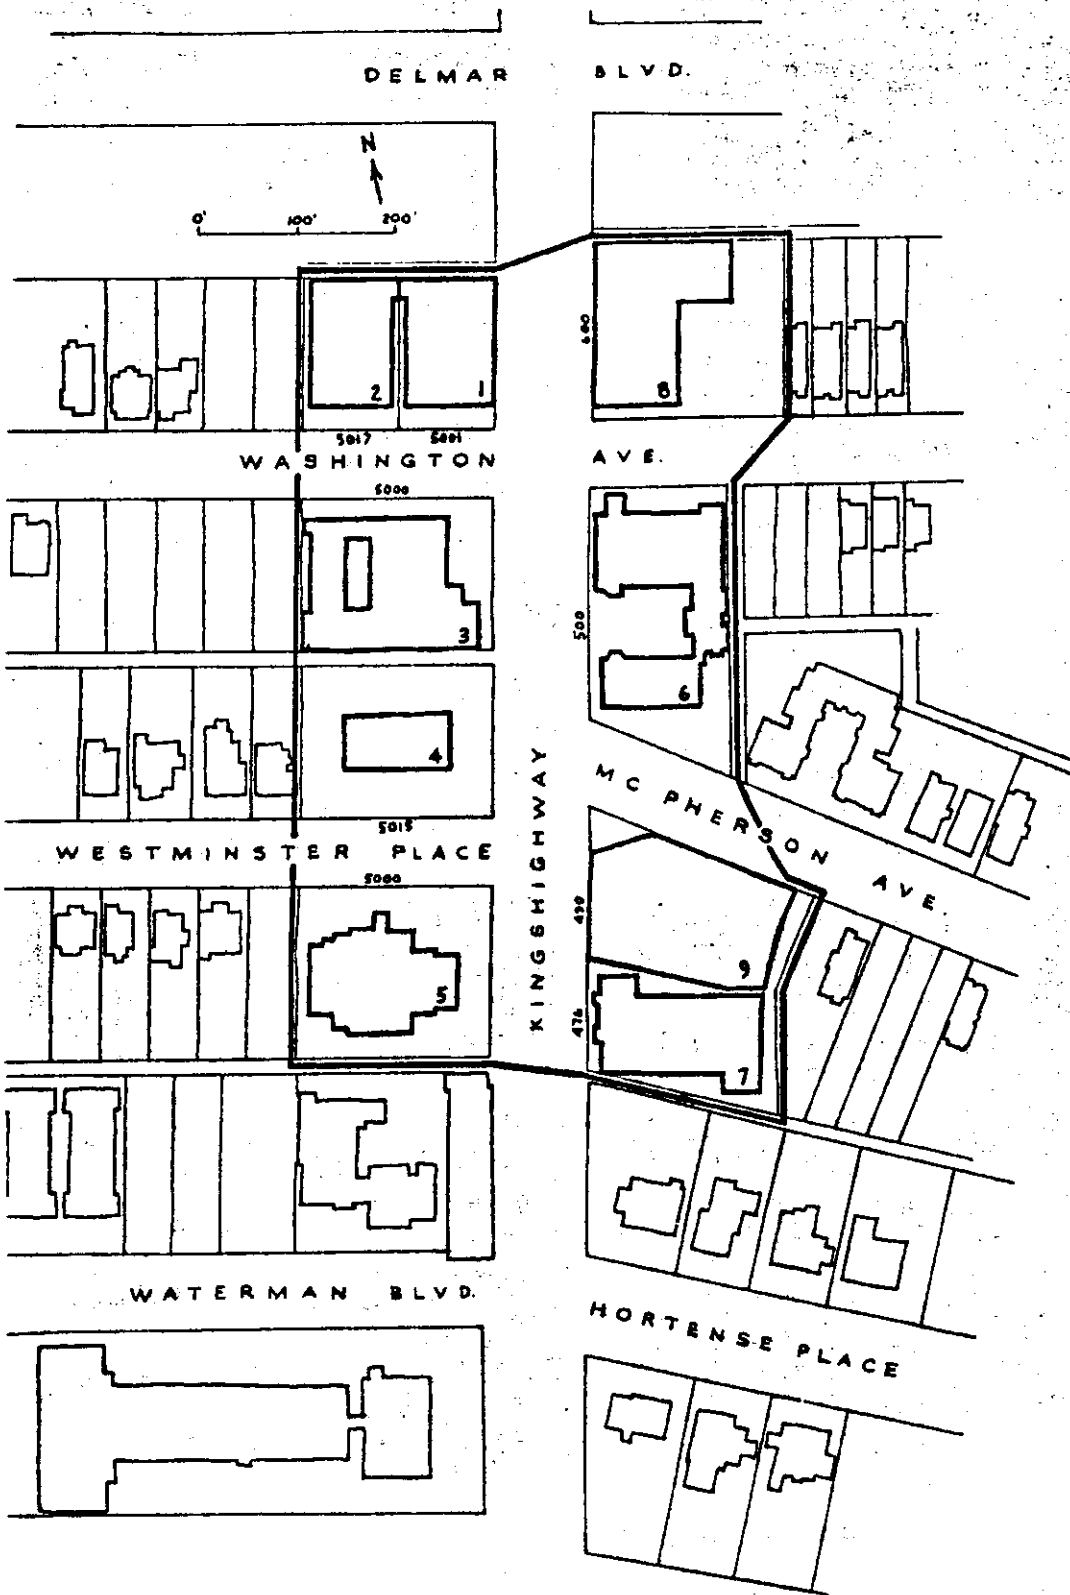 DELMAR BLVD.
N
0' 100' 200'
600
2 1 8
5017 5001
WASHINGTON AVE.
5000
500
3
6
4
5015
KINGSHIGHWAY
MC PHERSON AVE.
WESTMINSTER PLACE
5000
490
9
5
476
7
WATERMAN BLVD.
HORTENSE PLACE